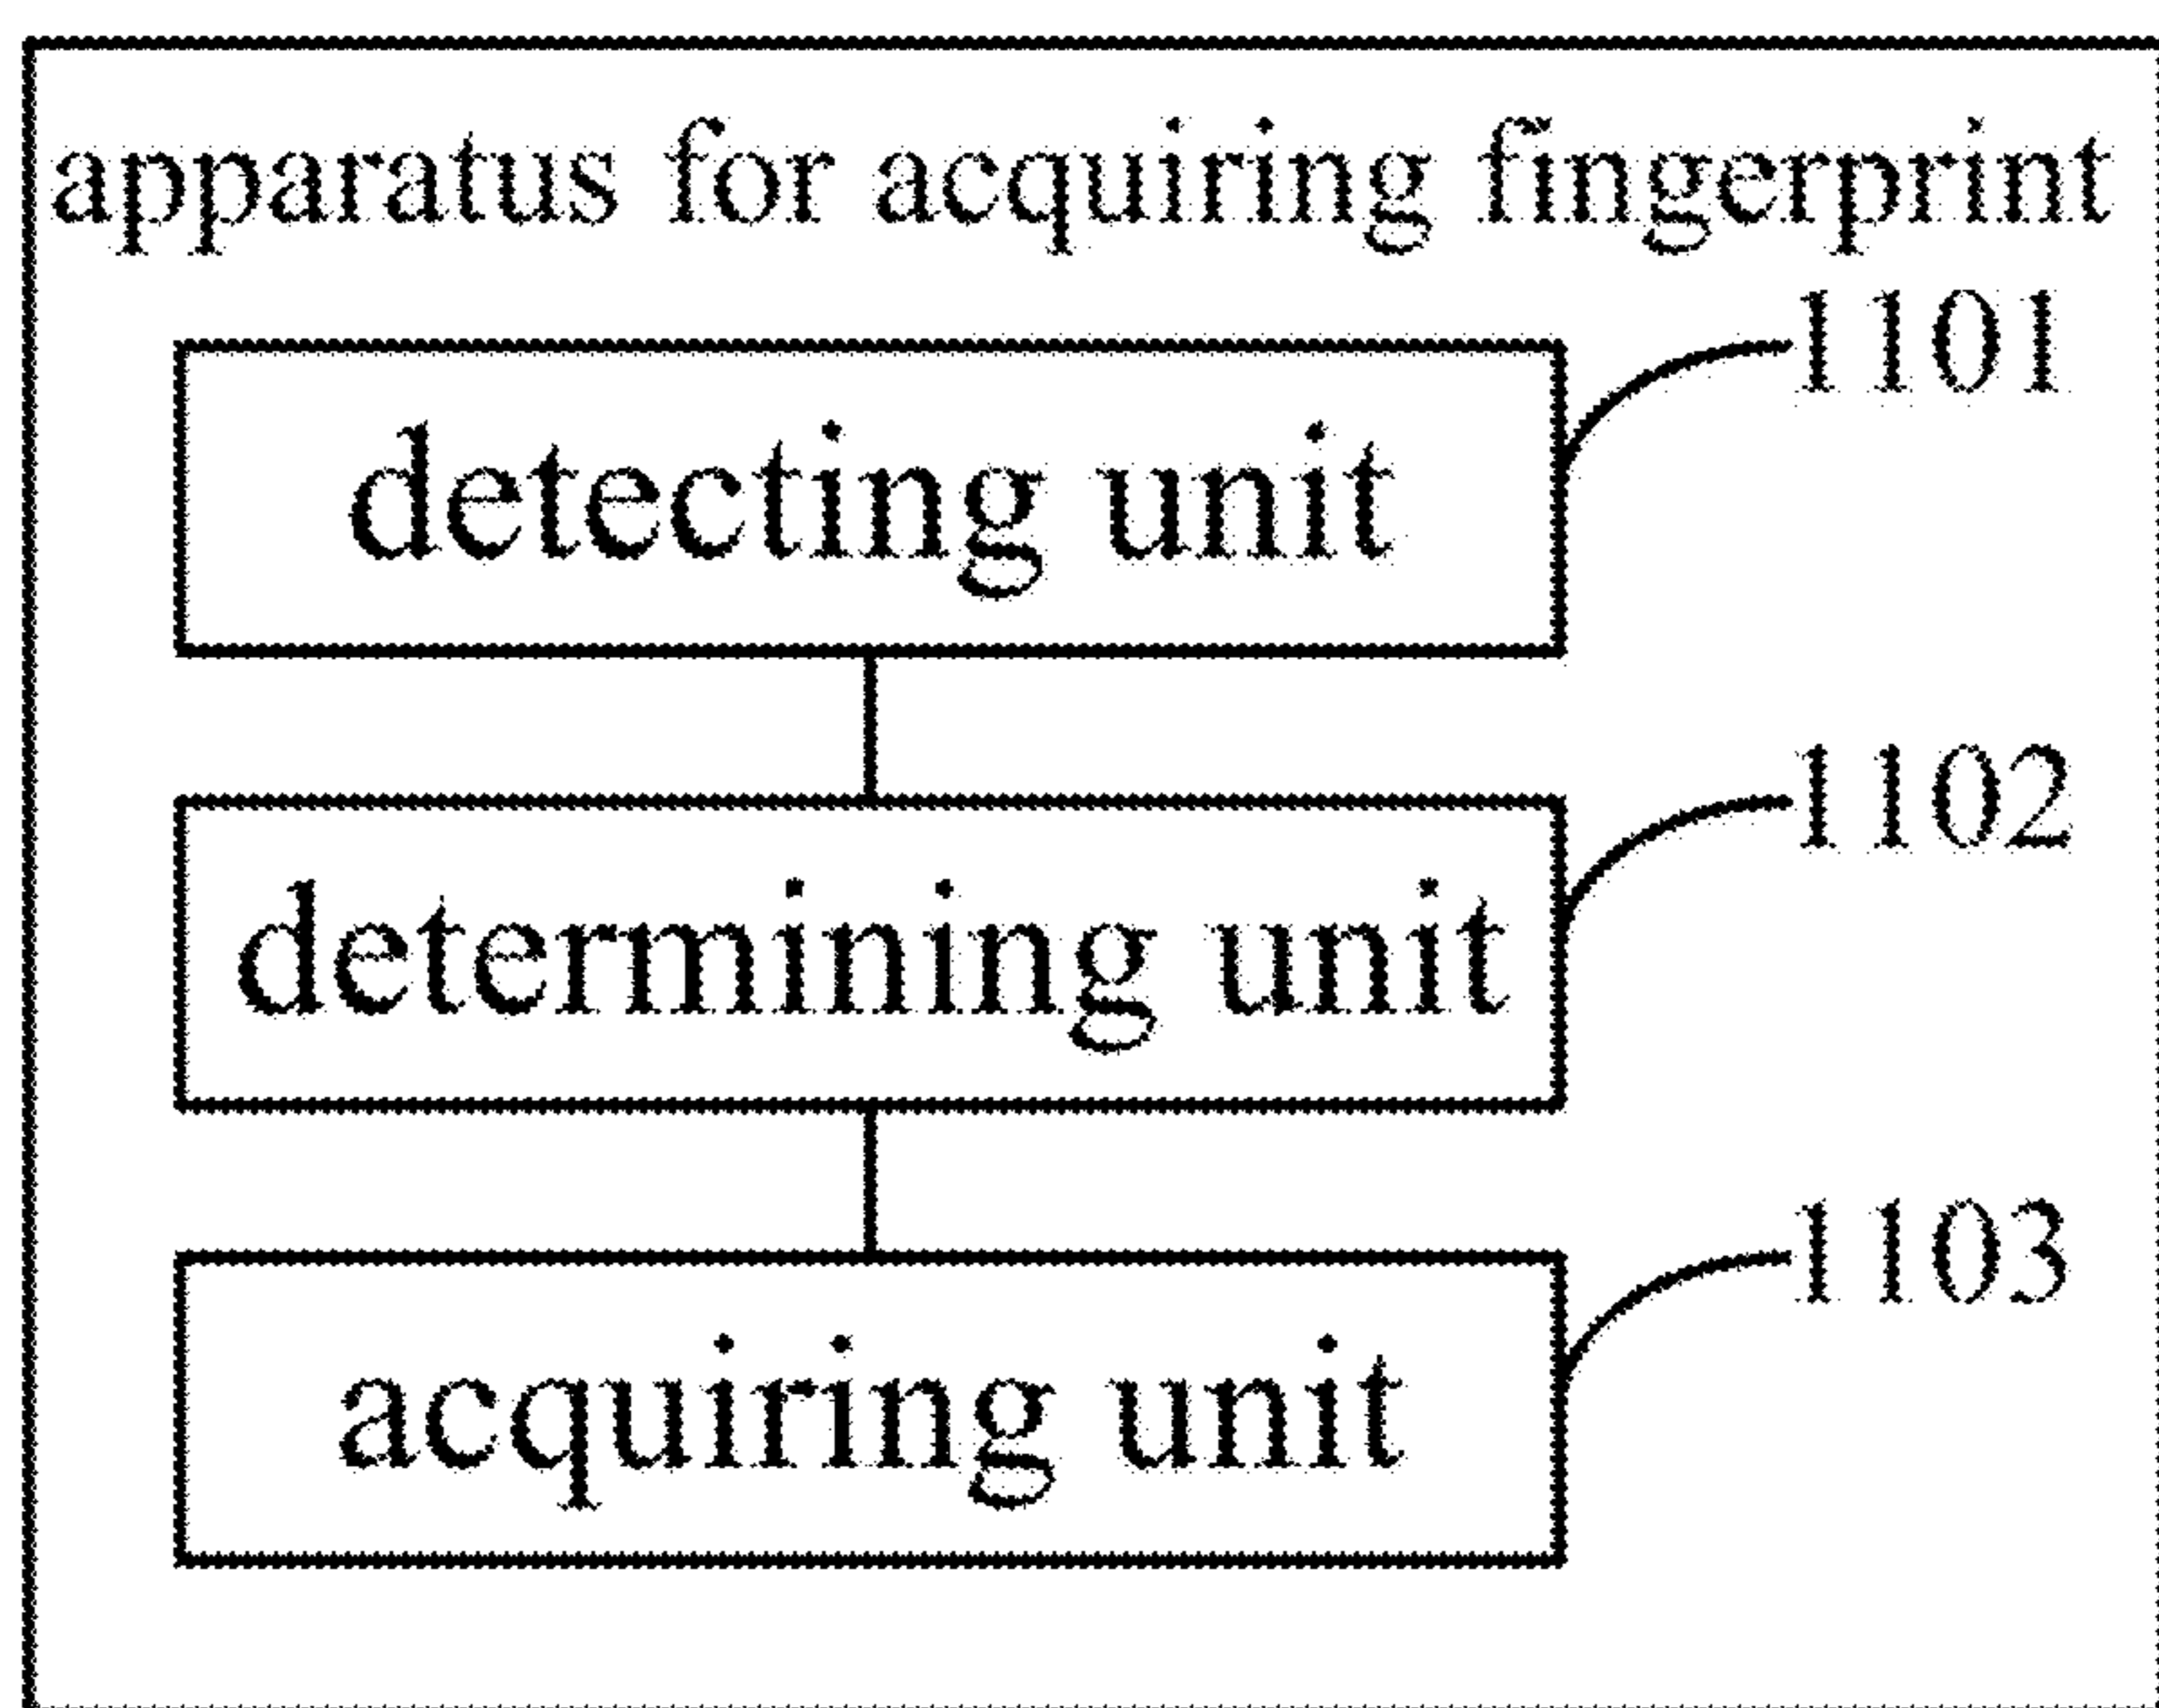 apparatus for acquiring fingerprint
1101
detecting unit
1102
determining unit
1103
acquiring unit